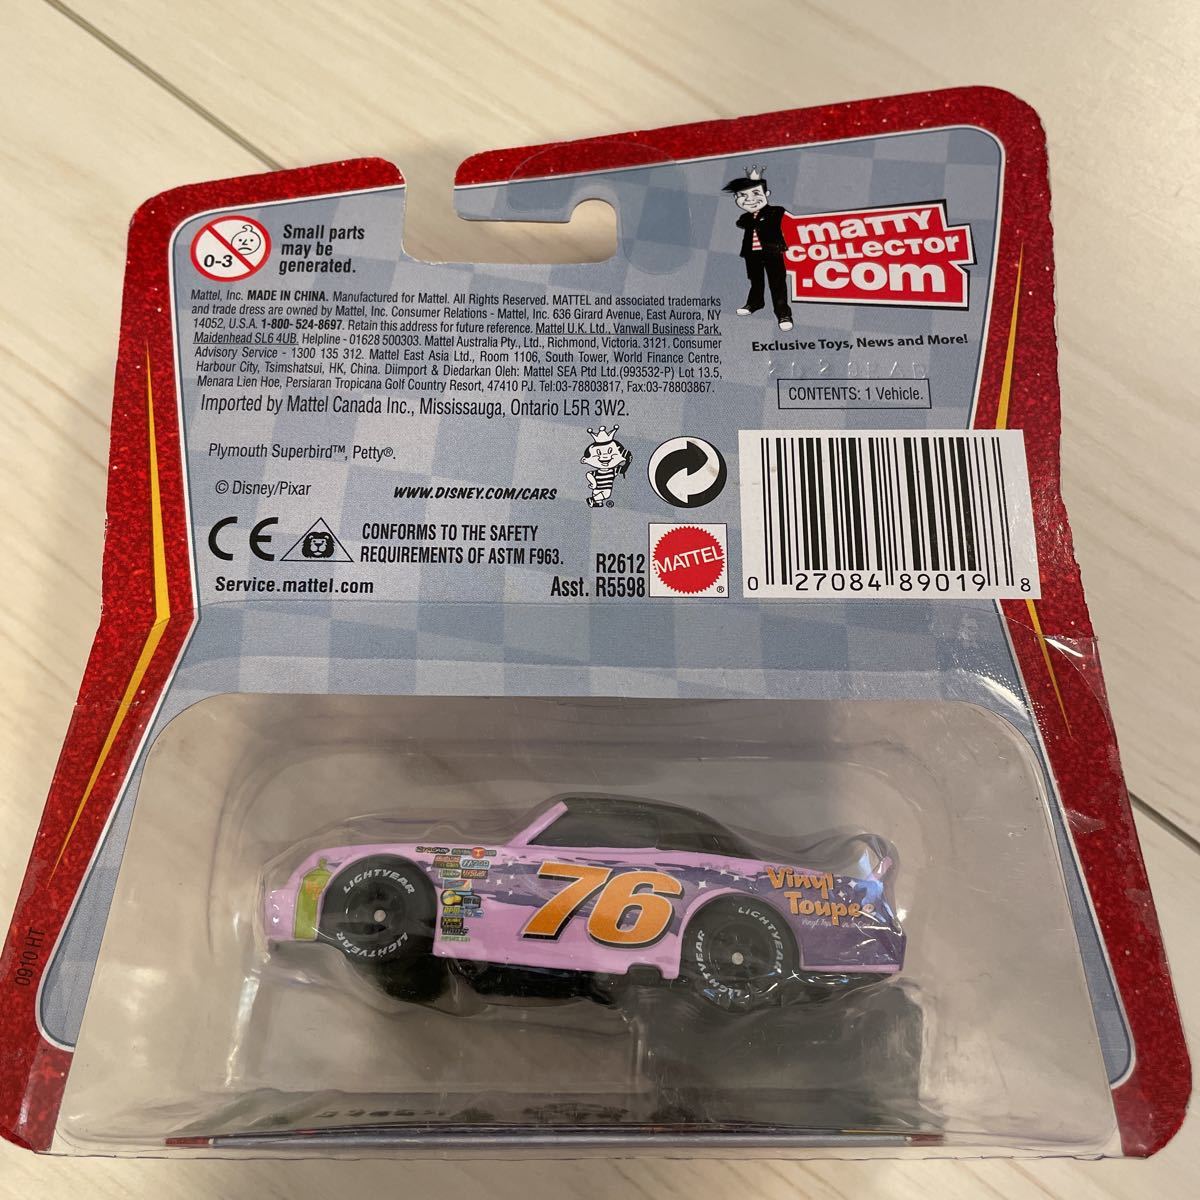 0-3
Small parts
may be
generated.
Mattel, Inc. MADE IN CHINA. Manufactured for Mattel. All Rights Reserved. MATTEL and associated trademarks
and trade dress are owned by Mattel, Inc. Consumer Relations - Mattel, Inc. 636 Girard Avenue, East Aurora, NY
14052, U.S.A. 1-800- 524-8697. Retain this address for future reference. Mattel U.K. Ltd., Vanwall Business Park,
Maidenhead SL6 4UB. Helpline - 01628 500303. Mattel Australia Pty., Ltd., Richmond, Victoria. 3121. Consumer
Advisory Service - 1300 135 312. Mattel East Asia Ltd., Room 1106, South Tower, World Finance Centre,
Harbour City, Tsimshatsui, HK, China. Diimport & Diedarkan Oleh: Mattel SEA Ptd Ltd.(993532-P) Lot 13.5,
Menara Lien Hoe, Persiaran Tropicana Golf Country Resort, 47410 PJ. Tel:03-78803817, Fax:03-78803867.
Imported by Mattel Canada Inc., Mississauga, Ontario L5R 3W2.
MATTY
COLLECTOR
.COM
Exclusive Toys, News and More!
CONTENTS: 1 Vehicle.
Plymouth Superbird™, Petty®.
© Disney/Pixar
WWW.DISNEY.COM/CARS
CE
CONFORMS TO THE SAFETY
REQUIREMENTS OF ASTM F963.
Service.mattel.com
R2612
Asst. R5598
MATTEL
®
®
0 27084 89019 8
LIGHTYEAR
LIGHTYEAR
76
Vinyl
Toupee
LIGHTYEAR
LIGHTYEAR
LIGHTYEAR
0910 HT